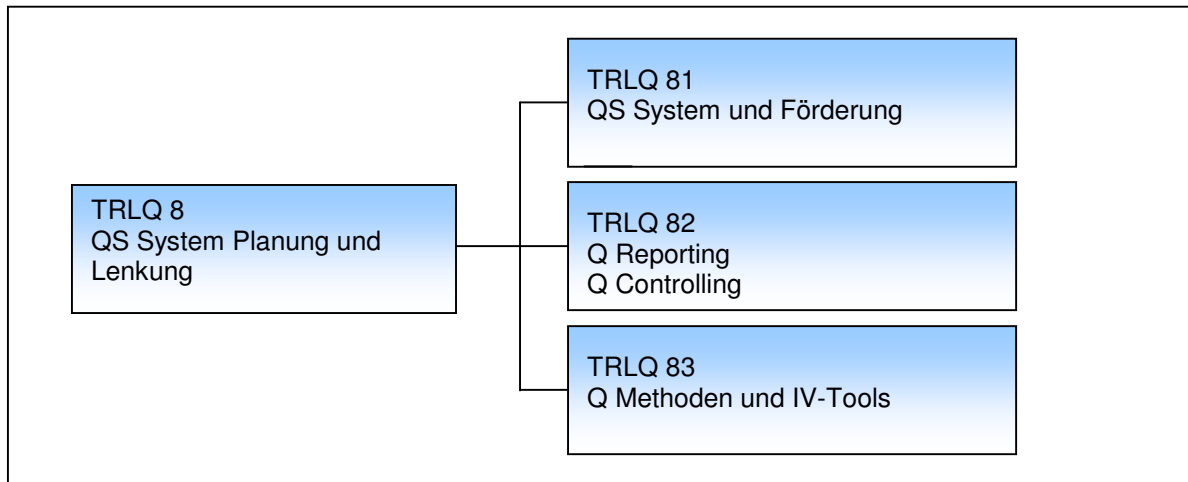 TRLQ 81
QS System und Förderung
TRLQ 8
QS System Planung und
Lenkung
TRLQ 82
Q Reporting
Q Controlling
TRLQ 83
Q Methoden und IV-Tools